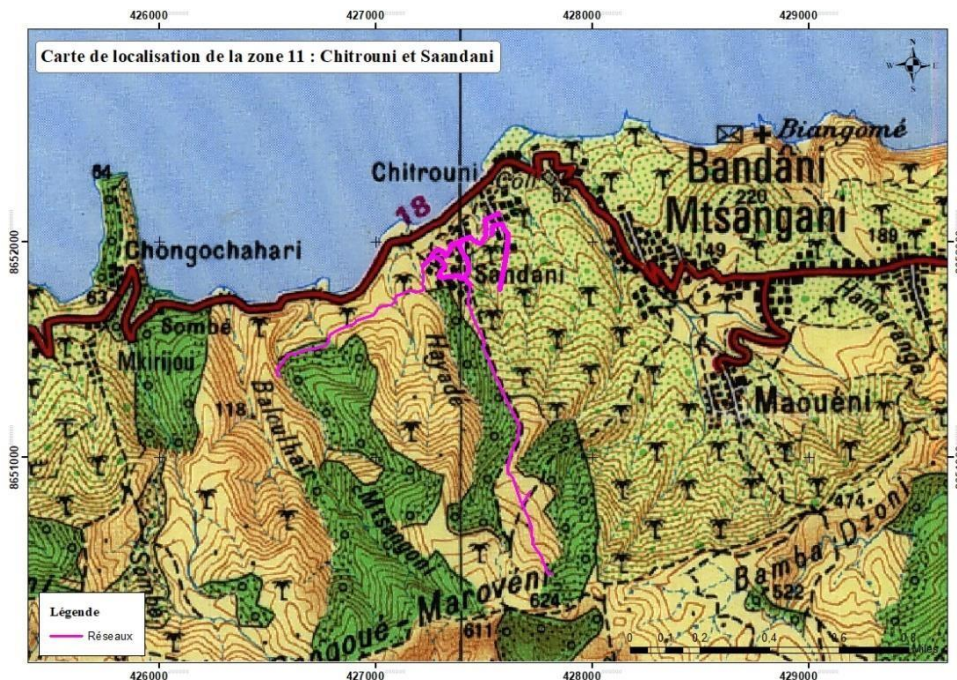 426000 427000 428000 429000
Carte de localisation de la zone 11 : Chitrouni et Saandani
N
W E
S
Biangomé
Bandâni
Chitrouni
64
62
220
18
Mtsangani
8652000
Chongochahari
149
189
Sandani
63
Hamaranga
Sombé
Mkirijou
Hayadé
Maouéni
118
8651000
474
Mtsangoni
Bamba Dzoni
522
Marovéni
624
611
Légende
Réseaux
0 0.1 0.2 0.4 0.6 0.8
Miles
426000 427000 428000 429000